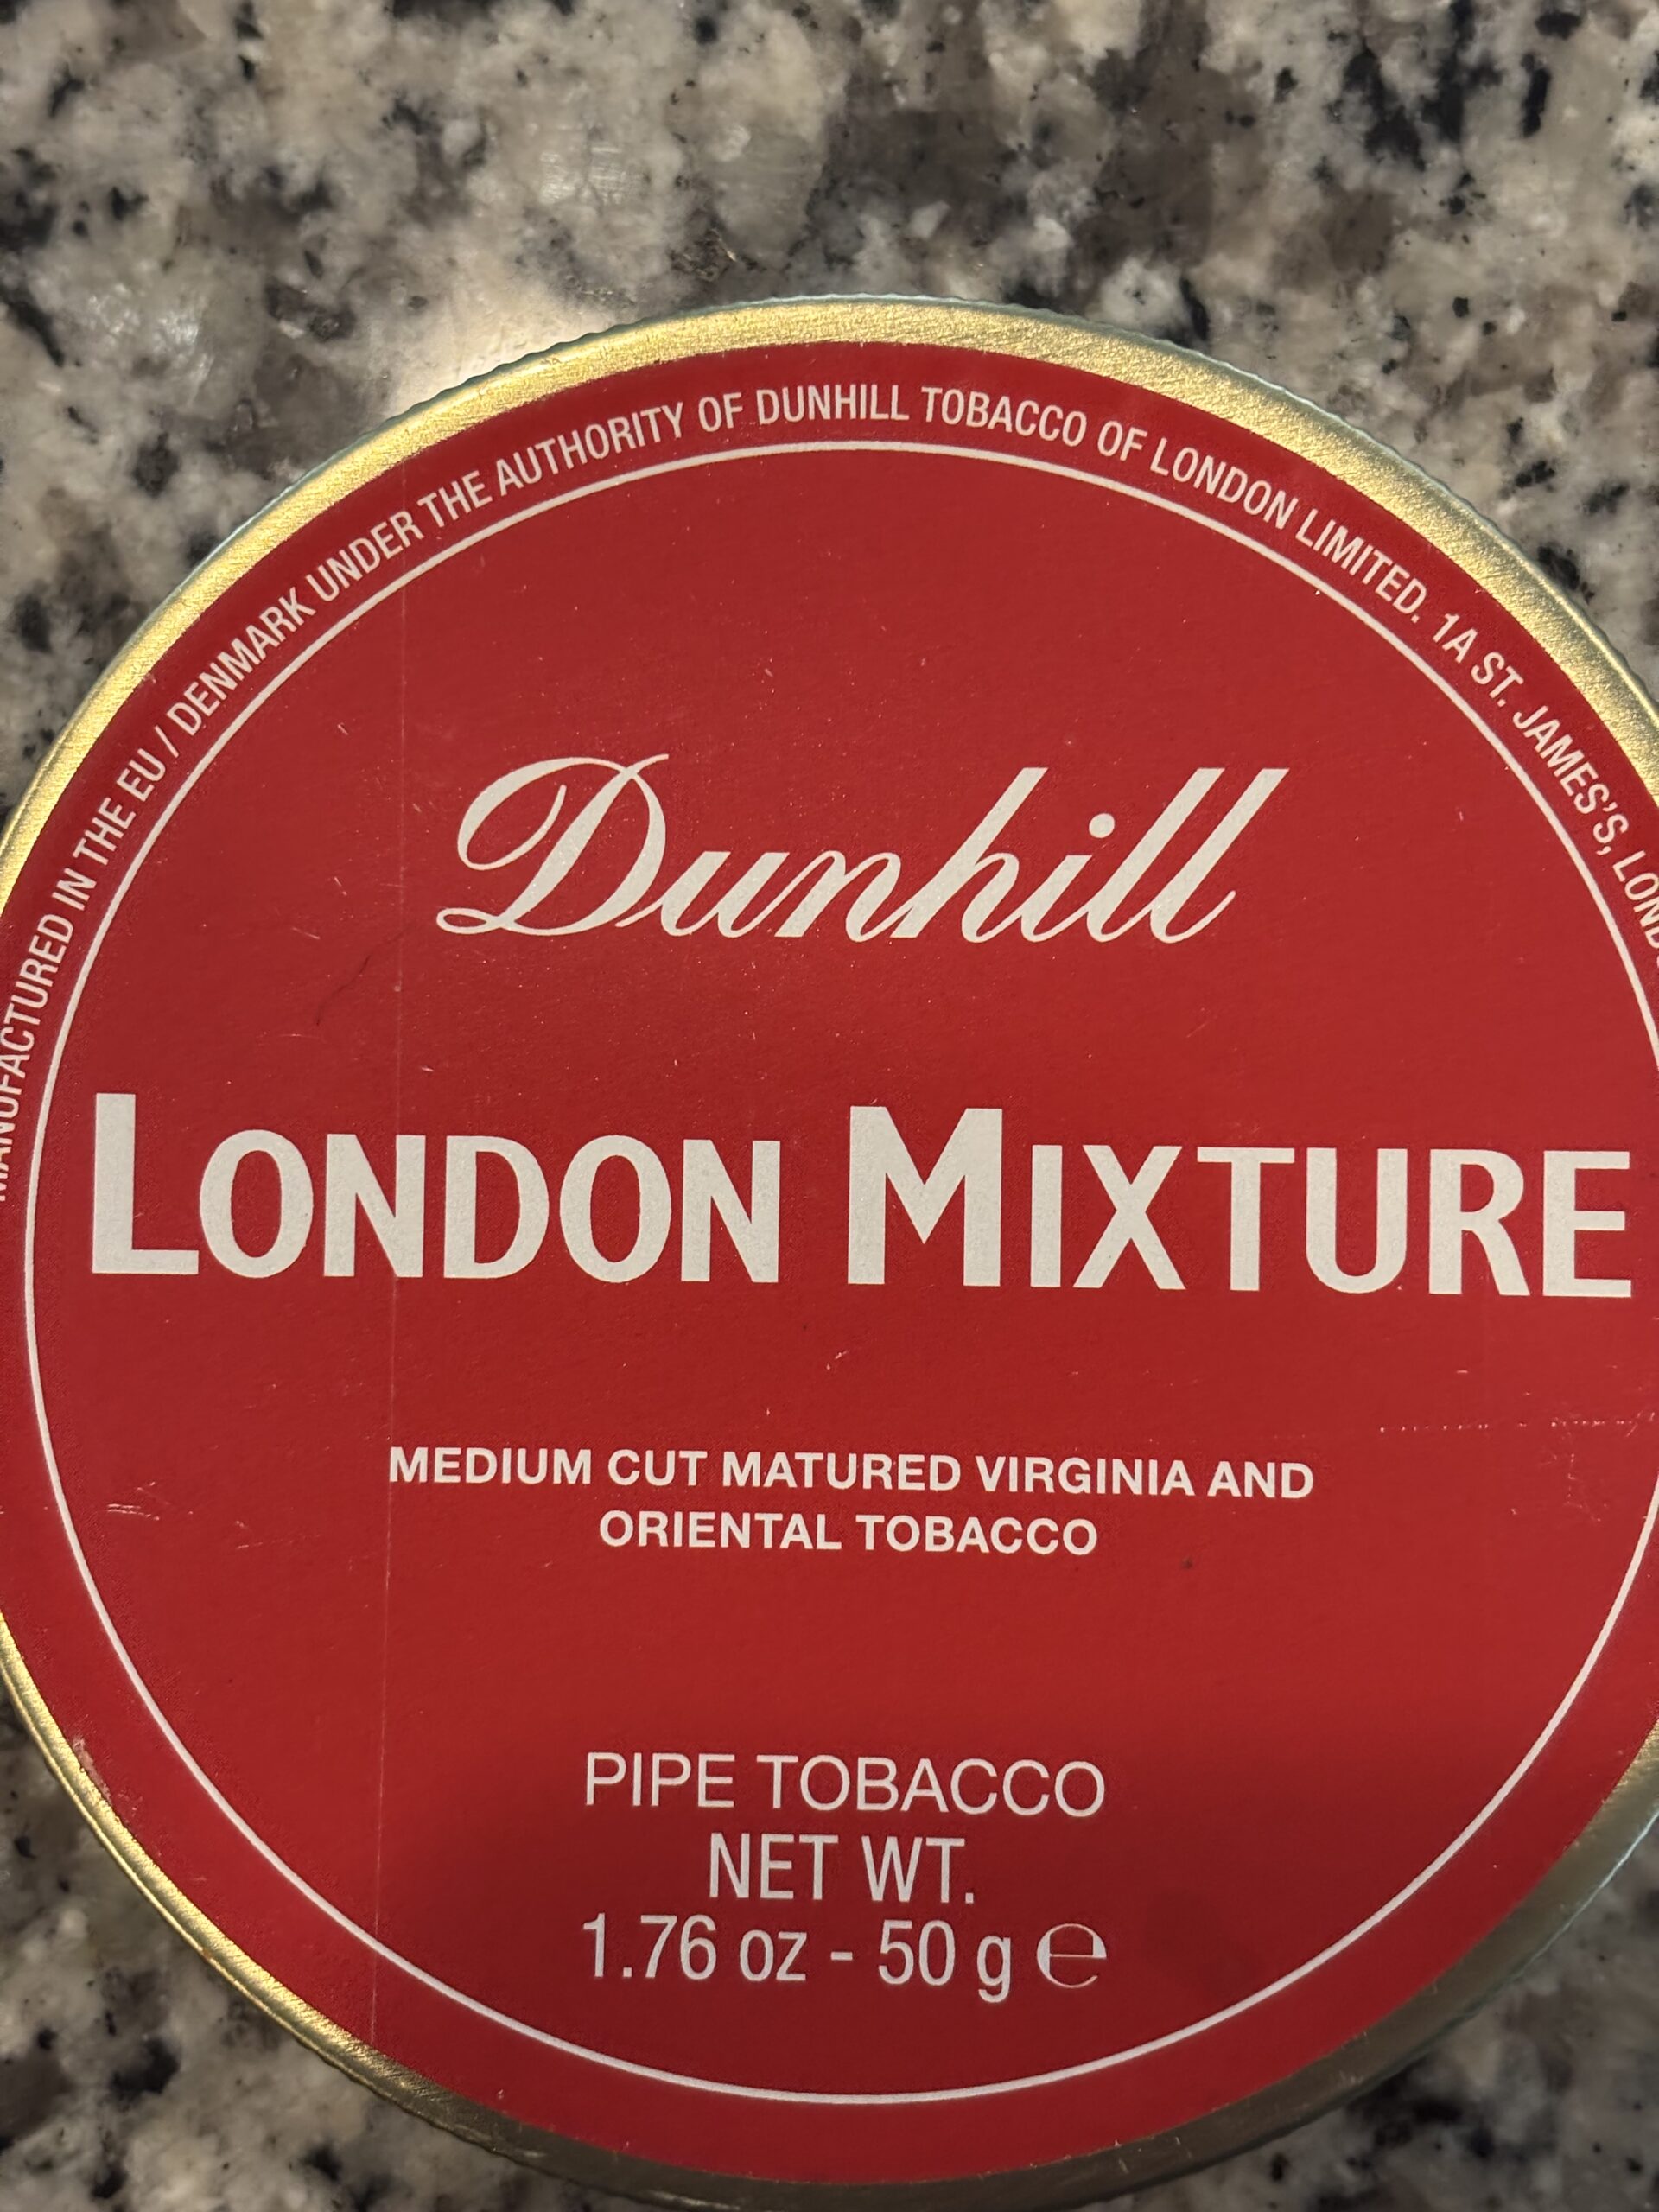 MANUFACTURED IN THE EU / DENMARK UNDER THE AUTHORITY OF DUNHILL TOBACCO OF LONDON LIMITED. 1A ST. JAMES'S,
Dunhill
LONDON MIXTURE
MEDIUM CUT MATURED VIRGINIA AND
ORIENTAL TOBACCO
PIPE TOBACCO
NET WT.
1.76 oz - 50 g ℮